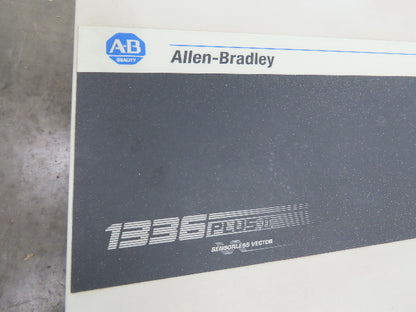 A-B
QUALITY
Allen-Bradley
1336 PLUS II
SENSORLESS VECTOR